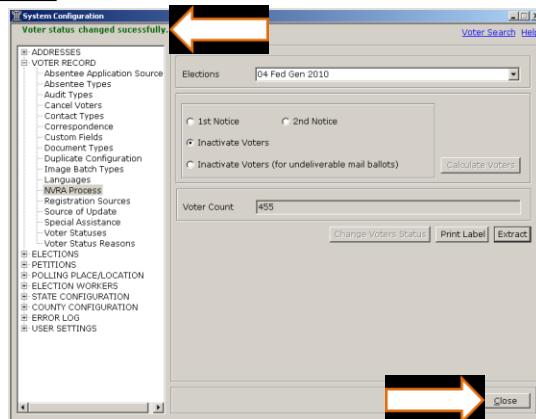 System Configuration
Voter status changed sucessfully.
Voter Search Help
ADDRESSES
VOTER RECORD
Absentee Application Source
Absentee Types
Audit Types
Cancel Voters
Contact Types
Correspondence
Custom Fields
Document Types
Duplicate Configuration
Image Batch Types
Languages
NVRA Process
Registration Sources
Source of Update
Special Assistance
Voter Statuses
Voter Status Reasons
ELECTIONS
PETITIONS
POLLING PLACE/LOCATION
ELECTION WORKERS
STATE CONFIGURATION
COUNTY CONFIGURATION
ERROR LOG
USER SETTINGS
Elections 04 Fed Gen 2010
1st Notice 2nd Notice
Inactivate Voters
Inactivate Voters (for undeliverable mail ballots) Calculate Voters
Voter Count 455
Change Voters Status Print Label Extract
Close